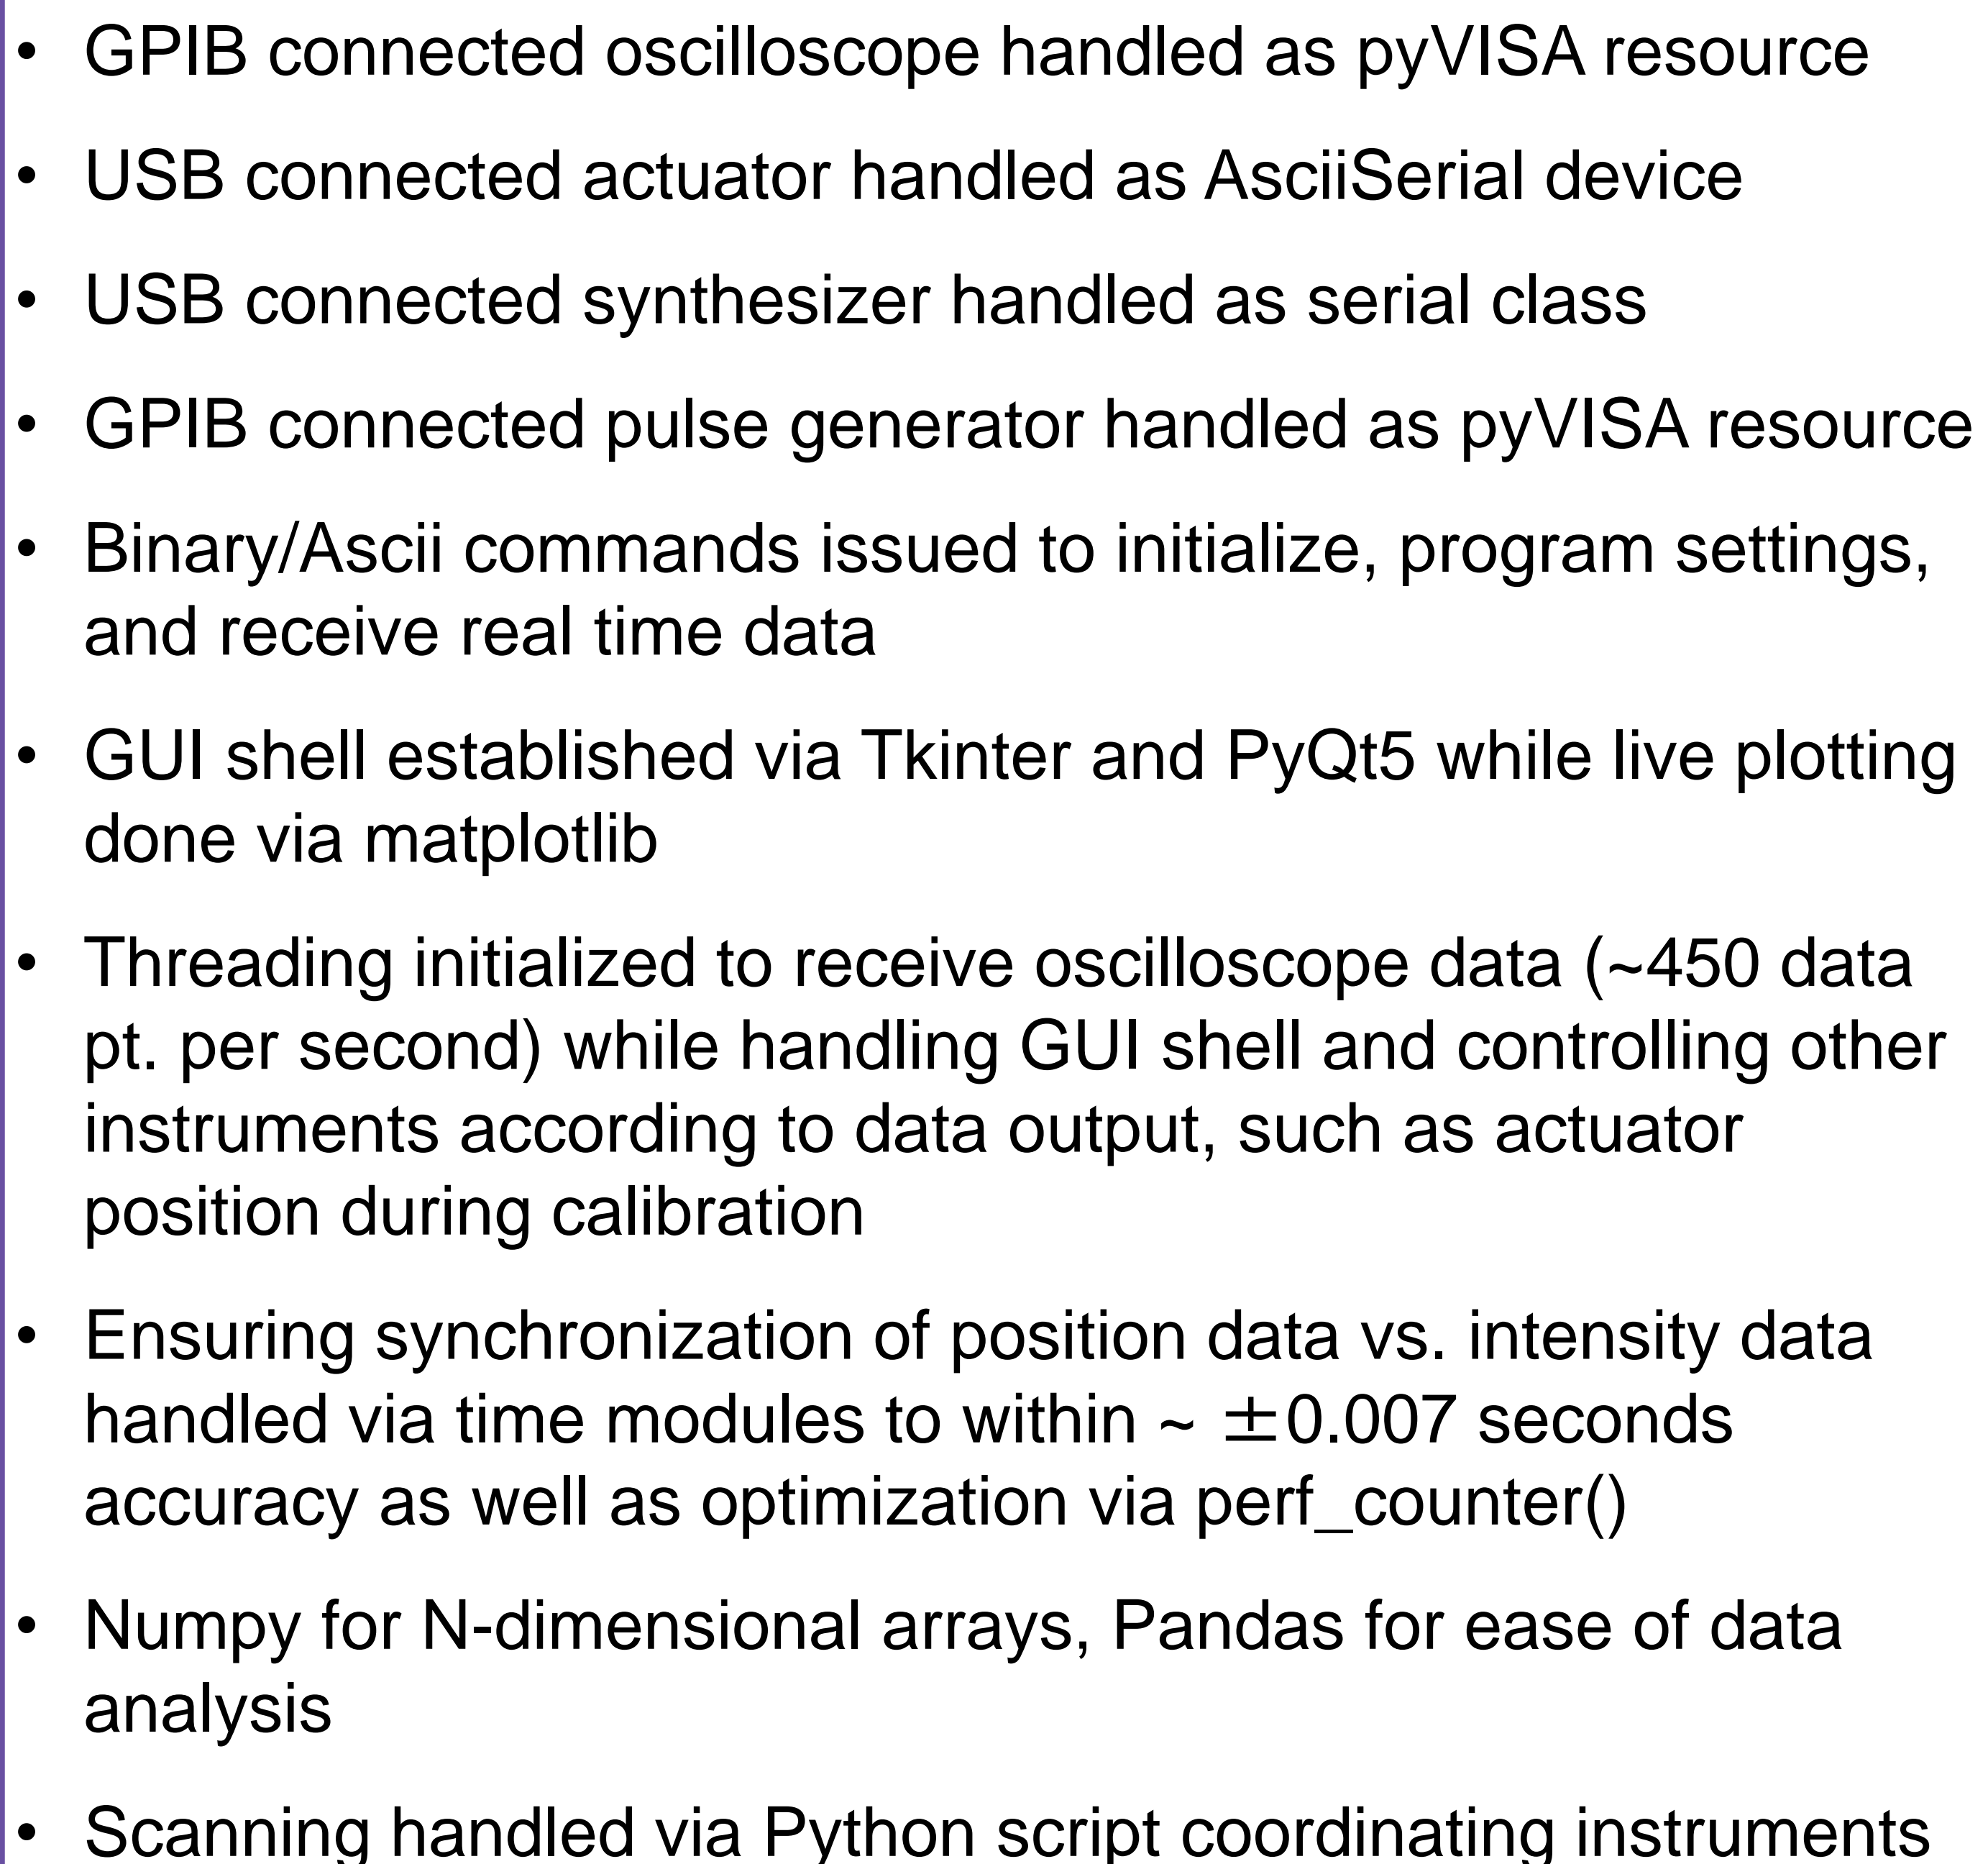 • GPIB connected oscilloscope handled as pyVISA resource
• USB connected actuator handled as AsciiSerial device
• USB connected synthesizer handled as serial class
• GPIB connected pulse generator handled as pyVISA resource
• Binary/Ascii commands issued to initialize, program settings,
and receive real time data
• GUI shell established via Tkinter and PyQt5 while live plotting
done via matplotlib
• Threading initialized to receive oscilloscope data (~450 data
pt. per second) while handling GUI shell and controlling other
instruments according to data output, such as actuator
position during calibration
• Ensuring synchronization of position data vs. intensity data
handled via time modules to within ~ ±0.007 seconds
accuracy as well as optimization via perf_counter()
• Numpy for N-dimensional arrays, Pandas for ease of data
analysis
• Scanning handled via Python script coordinating instruments